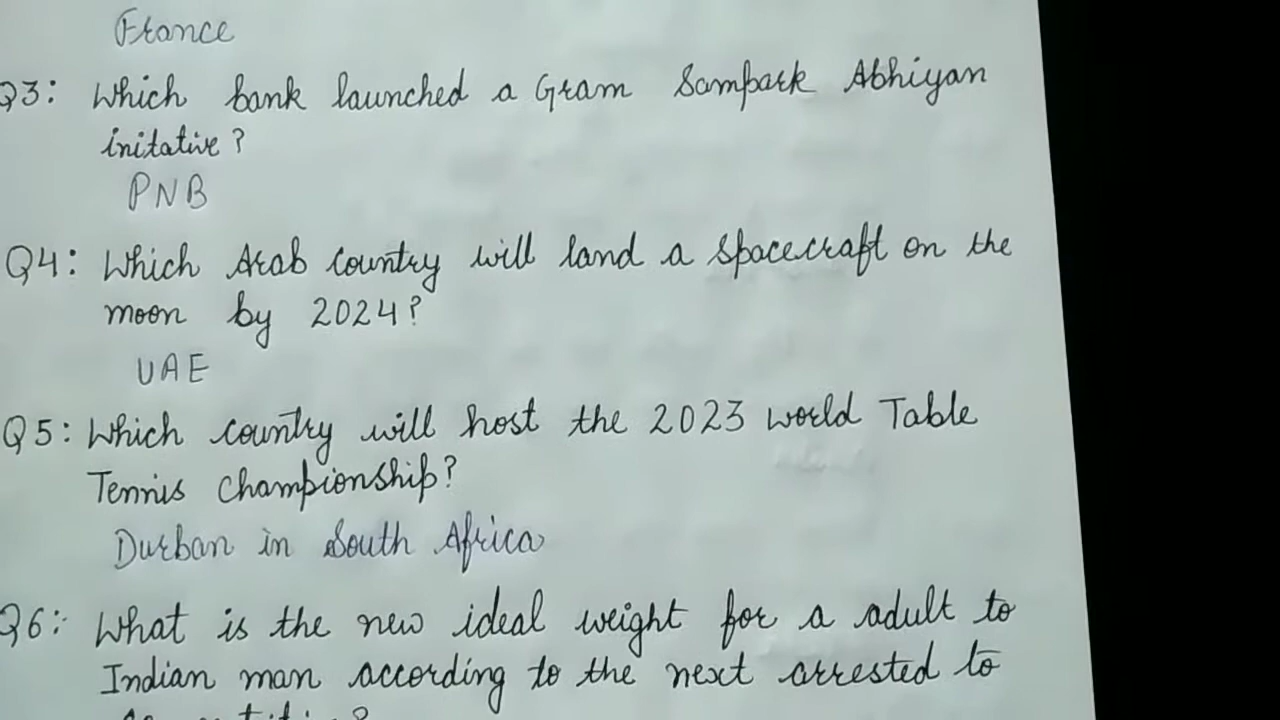 France
Q3: Which bank launched a Gram Sampark Abhiyan
initative?
PNB
Q4: Which Arab country will land a spacecraft on the
moon by 2024?
UAE
Q5: Which country will host the 2023 world Table
Tennis Championship?
Durban in South Africa
Q6: What is the new ideal weight for a adult to
Indian man according to the next arrested to